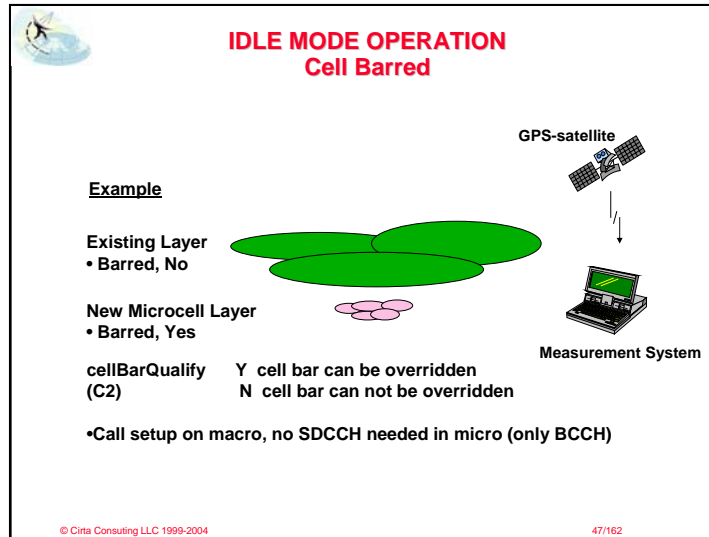 IDLE MODE OPERATION
Cell Barred
GPS-satellite
Example
Existing Layer
• Barred, No
New Microcell Layer
• Barred, Yes
Measurement System
cellBarQualify Y cell bar can be overridden
(C2) N cell bar can not be overridden
•Call setup on macro, no SDCCH needed in micro (only BCCH)
© Cirta Consuting LLC 1999-2004
47/162